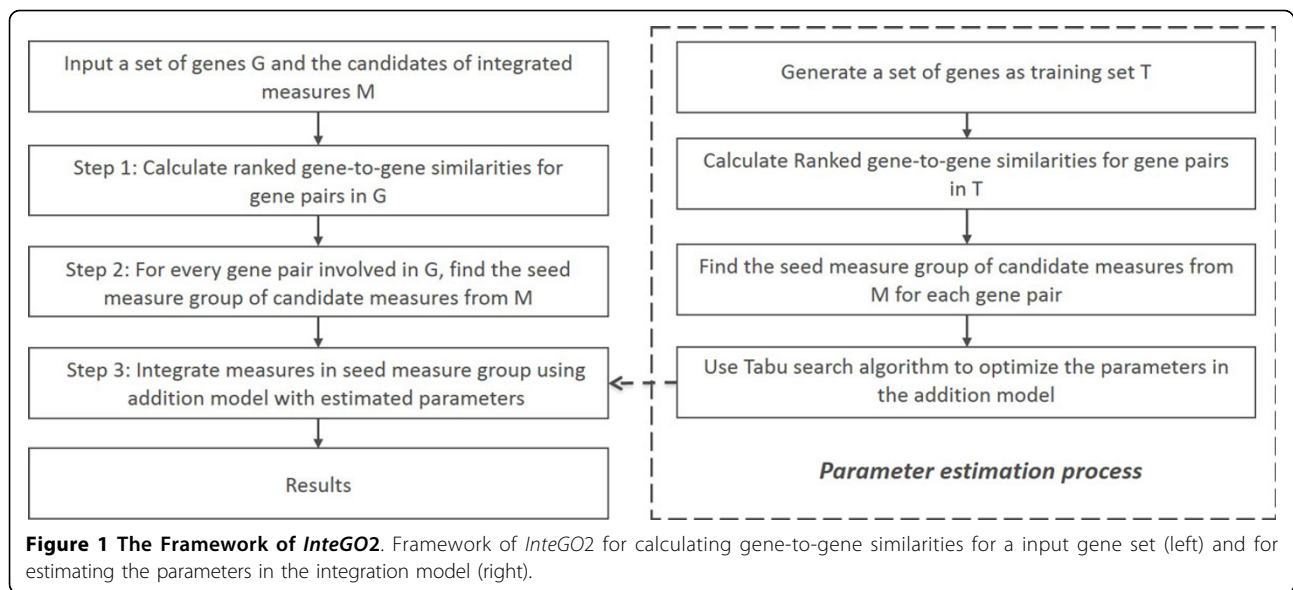 Input a set of genes G and the candidates of integrated
measures M
Step 1: Calculate ranked gene-to-gene similarities for
gene pairs in G
Step 2: For every gene pair involved in G, find the seed
measure group of candidate measures from M
Step 3: Integrate measures in seed measure group using
addition model with estimated parameters
Results
Generate a set of genes as training set T
Calculate Ranked gene-to-gene similarities for gene pairs
in T
Find the seed measure group of candidate measures from
M for each gene pair
Use Tabu search algorithm to optimize the parameters in
the addition model
Parameter estimation process
Figure 1 The Framework of InteGO2. Framework of InteGO2 for calculating gene-to-gene similarities for a input gene set (left) and for
estimating the parameters in the integration model (right).